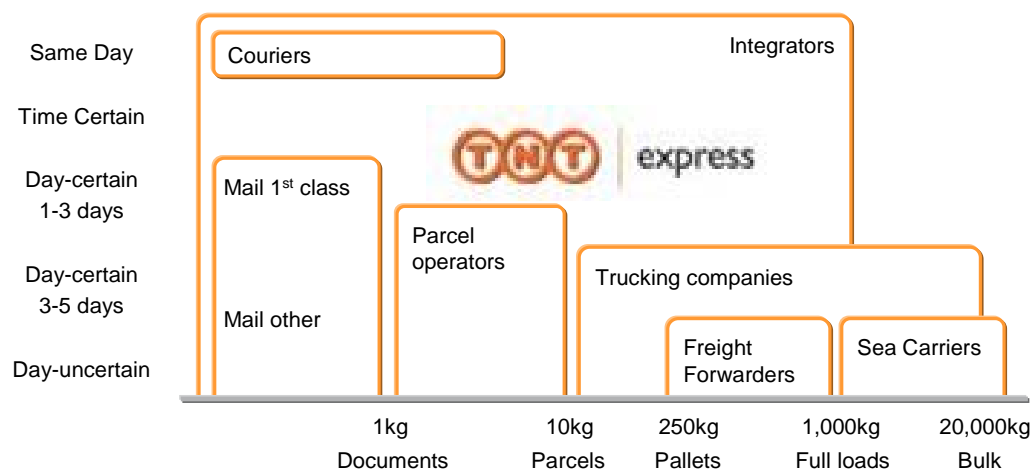 Same Day
Couriers
Integrators
Time Certain
TNT express
Day-certain
1-3 days
Mail 1st class
Parcel
operators
Day-certain
3-5 days
Trucking companies
Mail other
Freight
Forwarders
Sea Carriers
Day-uncertain
1kg
10kg
250kg
1,000kg
20,000kg
Documents
Parcels
Pallets
Full loads
Bulk